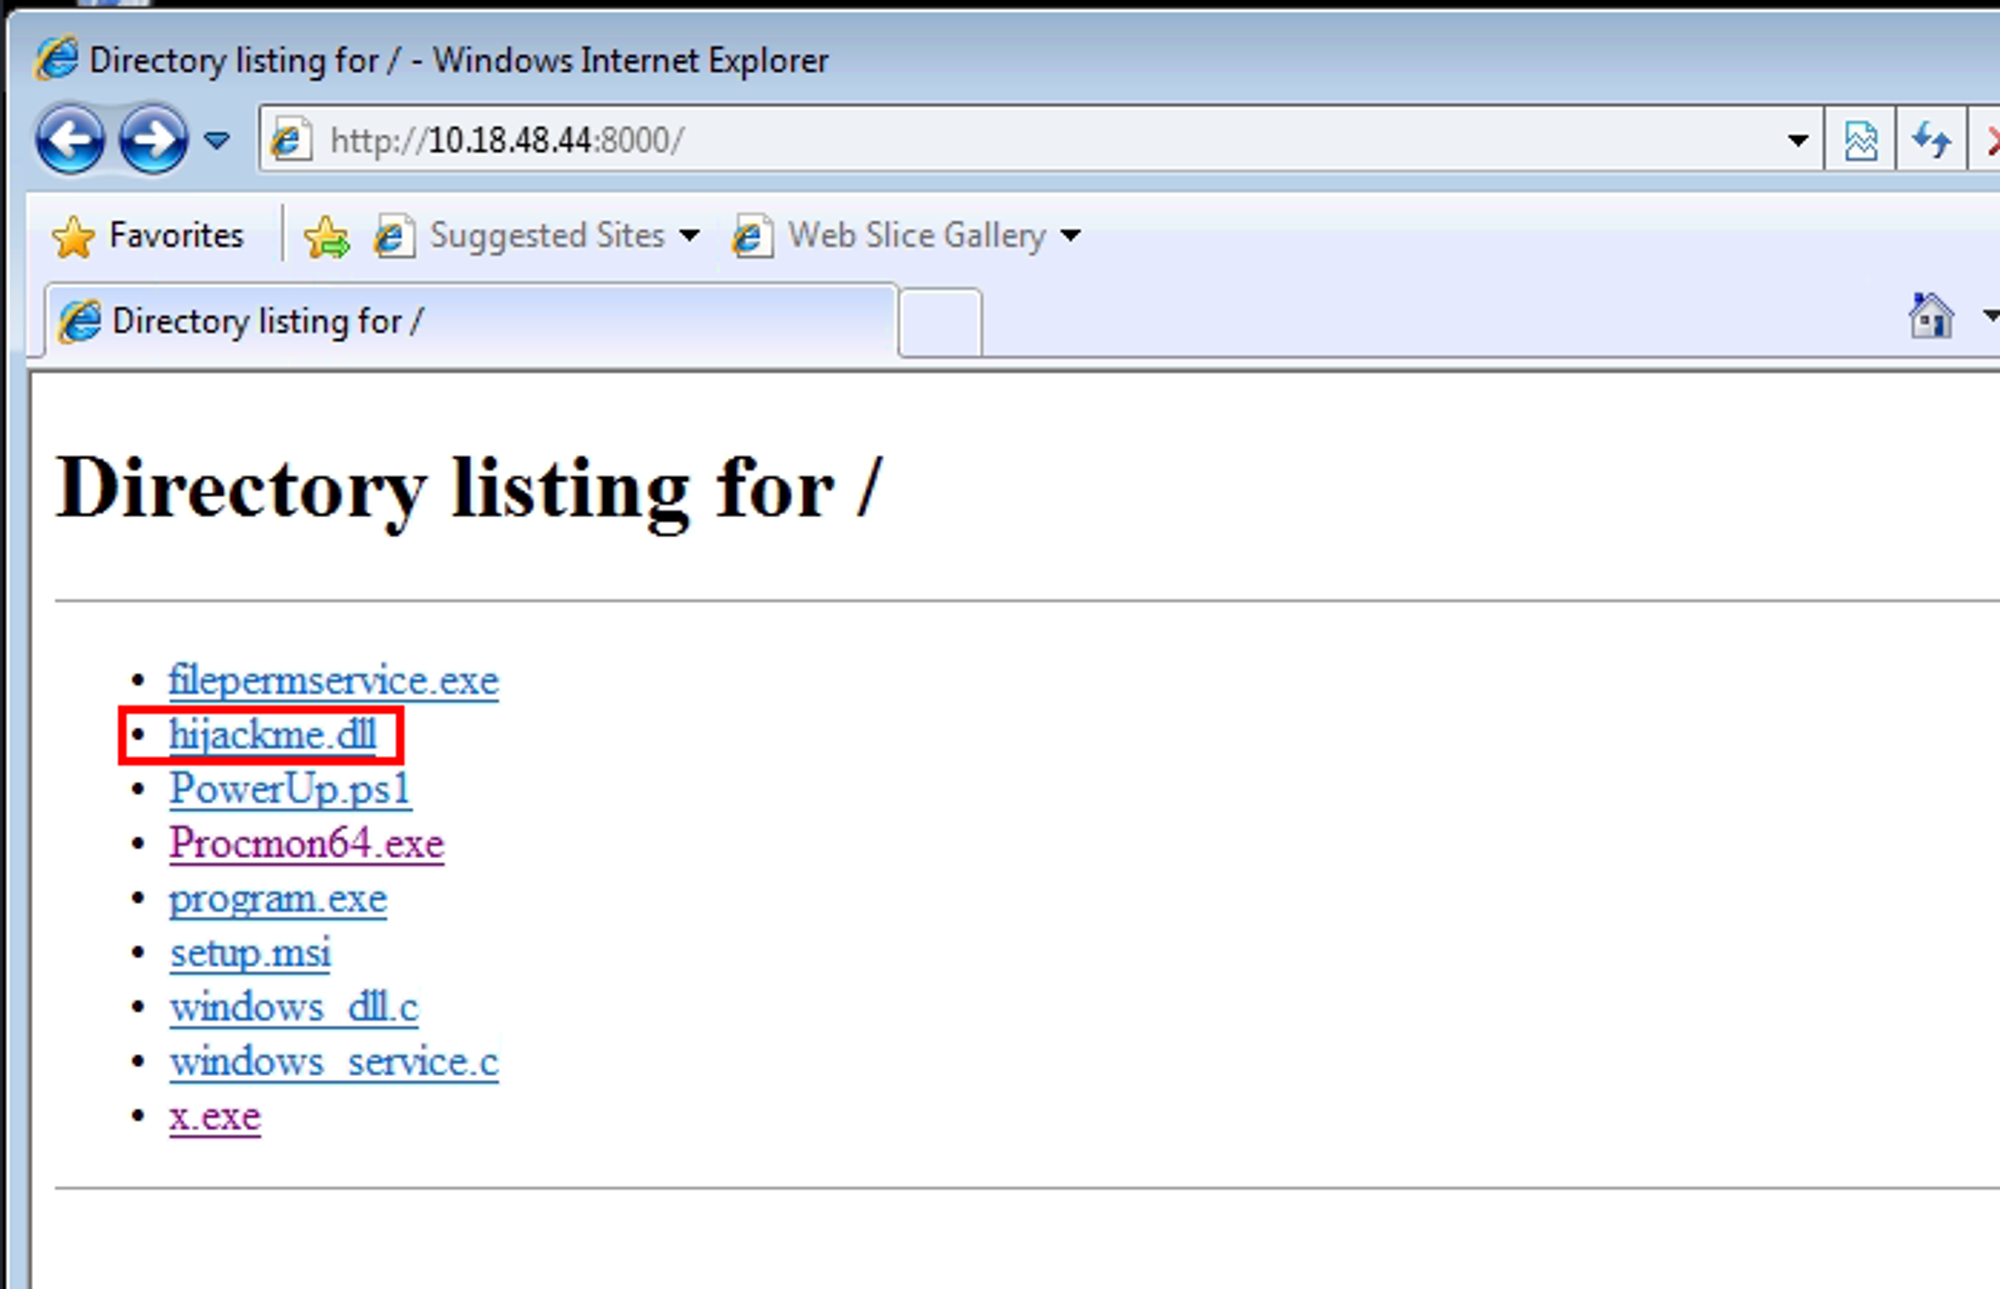 Directory listing for / - Windows Internet Explorer
http://10.18.48.44:8000/
Favorites Suggested Sites Web Slice Gallery
Directory listing for /
Directory listing for /
• filepermservice.exe
• hijackme.dll
• PowerUp.ps1
• Procmon64.exe
• program.exe
• setup.msi
• windows_dll.c
• windows_service.c
• x.exe